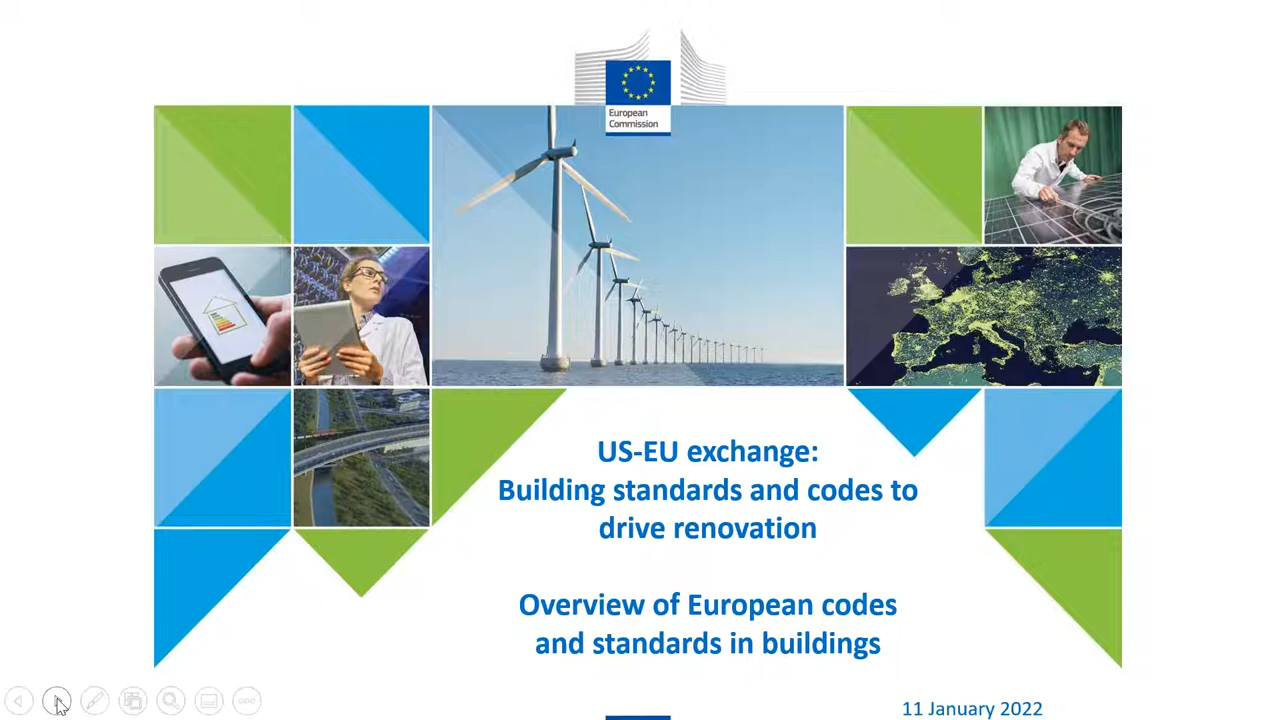 European
Commission
US-EU exchange:
Building standards and codes to
drive renovation
Overview of European codes
and standards in buildings
11 January 2022